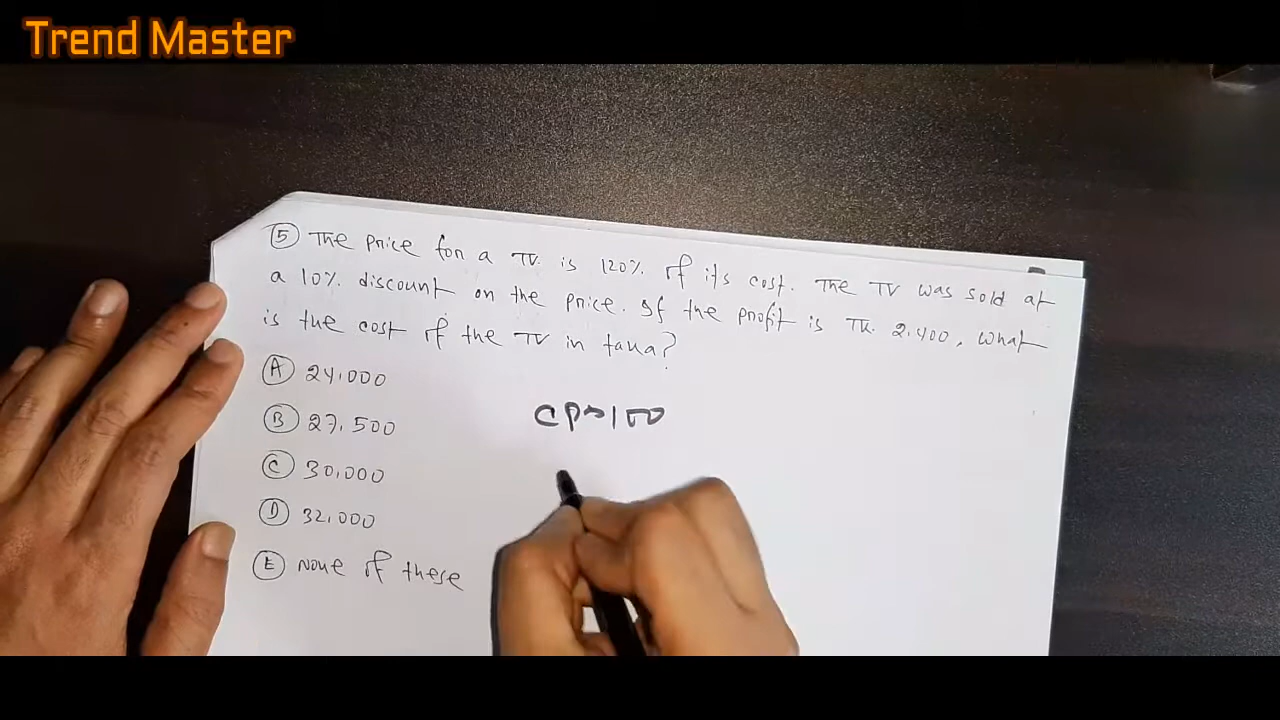 Trend Master
⑤ The price for a TV is 120% of its cost. The TV was sold at
a 10% discount on the price. If the profit is TK. 2,400, what
is the cost of the TV in taka?
Ⓐ 24,000
Ⓑ 27,500
Ⓒ 30,000
Ⓓ 32,000
Ⓔ None of these
CP→100